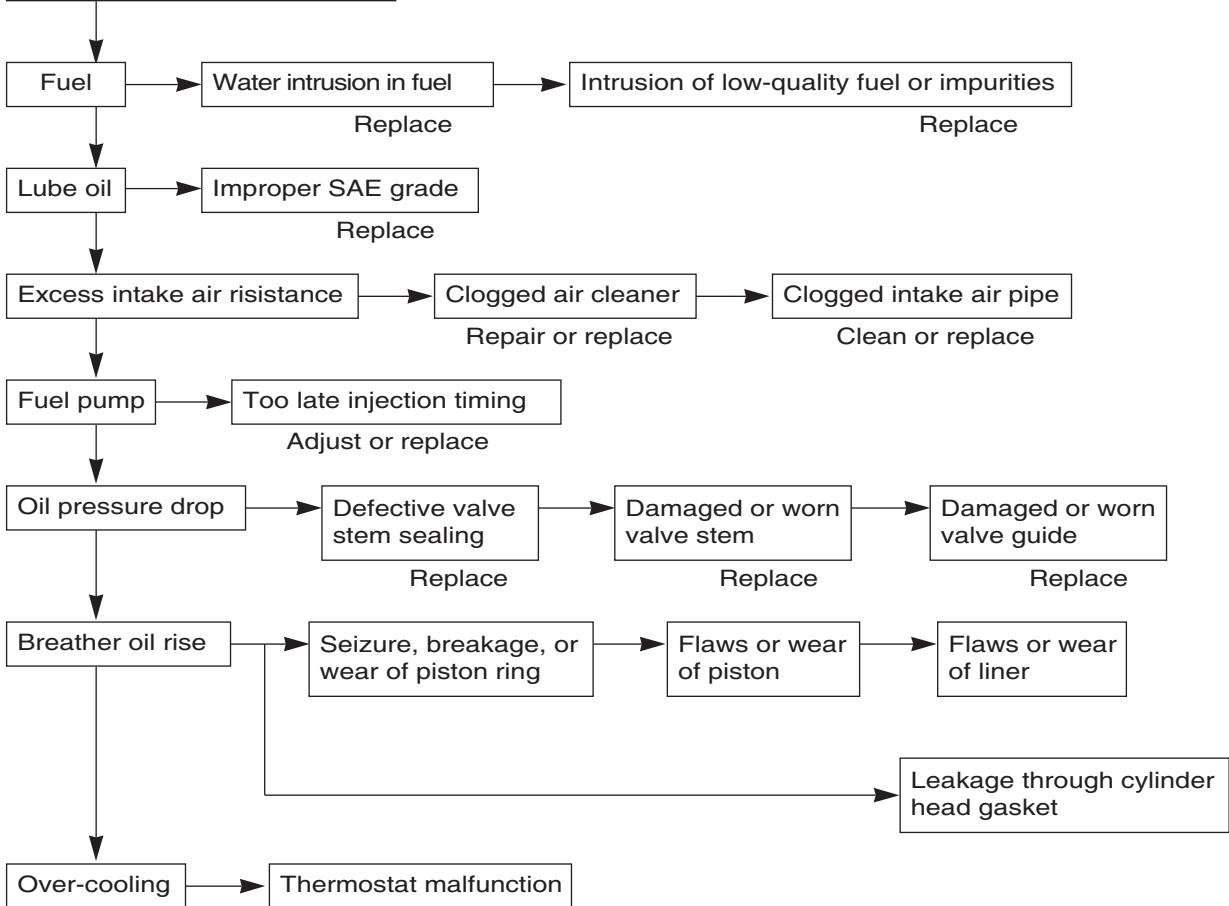 Fuel
Water intrusion in fuel
Intrusion of low-quality fuel or impurities
Replace
Replace
Lube oil
Improper SAE grade
Replace
Excess intake air risistance
Clogged air cleaner
Clogged intake air pipe
Repair or replace
Clean or replace
Fuel pump
Too late injection timing
Adjust or replace
Oil pressure drop
Defective valve
stem sealing
Damaged or worn
valve stem
Damaged or worn
valve guide
Replace
Replace
Replace
Breather oil rise
Seizure, breakage, or
wear of piston ring
Flaws or wear
of piston
Flaws or wear
of liner
Leakage through cylinder
head gasket
Over-cooling
Thermostat malfunction